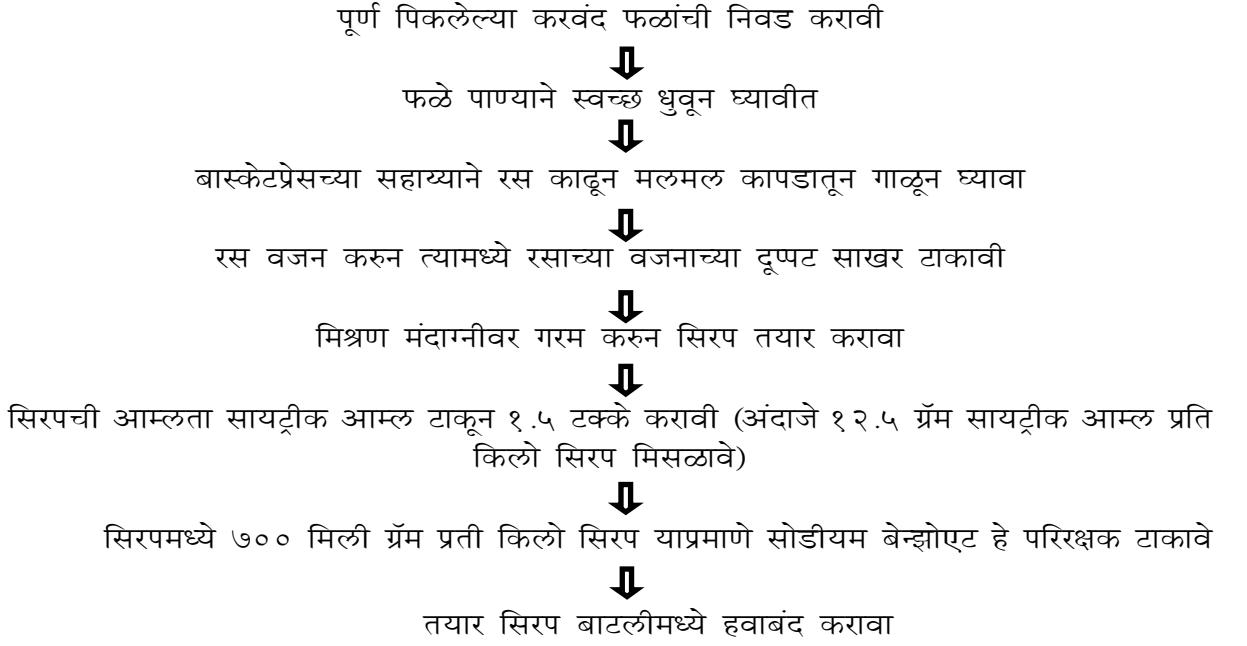 पूर्ण पिकलेल्या करवंद फळांची निवड करावी
फळे पाण्याने स्वच्छ धुवून घ्यावीत
बास्केटप्रेसच्या सहाय्याने रस काढून मलमल कापडातून गाळून घ्यावा
रस वजन करुन त्यामध्ये रसाच्या वजनाच्या दूप्पट साखर टाकावी
मिश्रण मंदाग्नीवर गरम करुन सिरप तयार करावा
सिरपची आम्लता सायट्रीक आम्ल टाकून १.५ टक्के करावी (अंदाजे १२.५ ग्रॅम सायट्रीक आम्ल प्रति
किलो सिरप मिसळावे)
सिरपमध्ये ७०० मिली ग्रॅम प्रती किलो सिरप याप्रमाणे सोडीयम बेन्झोएट हे परिरक्षक टाकावे
तयार सिरप बाटलीमध्ये हवाबंद करावा